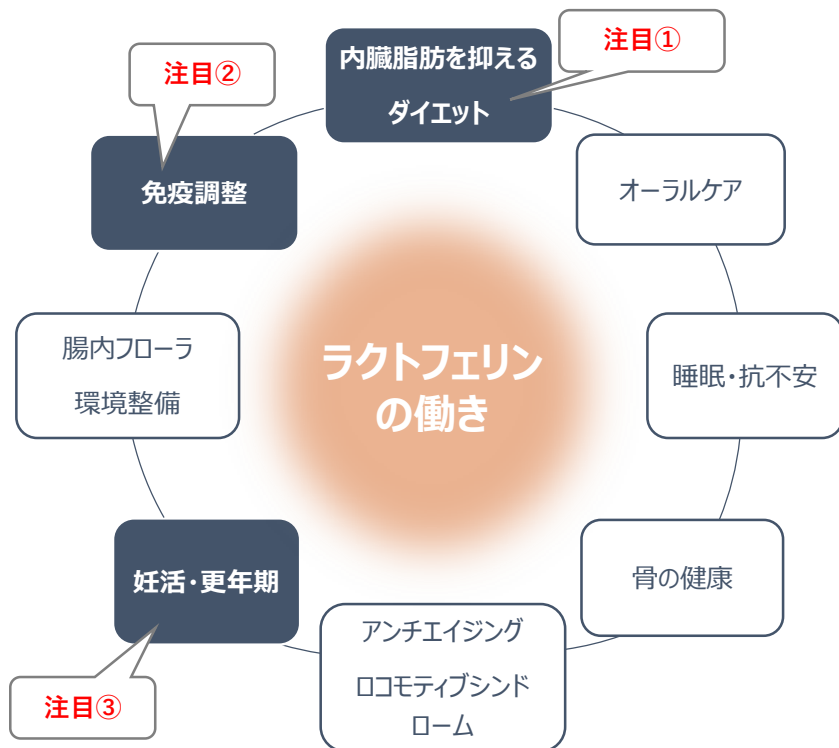 注目①
注目②
内臓脂肪を抑える
ダイエット
免疫調整
オーラルケア
腸内フローラ
環境整備
ラクトフェリン
の働き
睡眠・抗不安
妊活・更年期
骨の健康
アンチエイジング
ロコモティブシンド
ローム
注目③